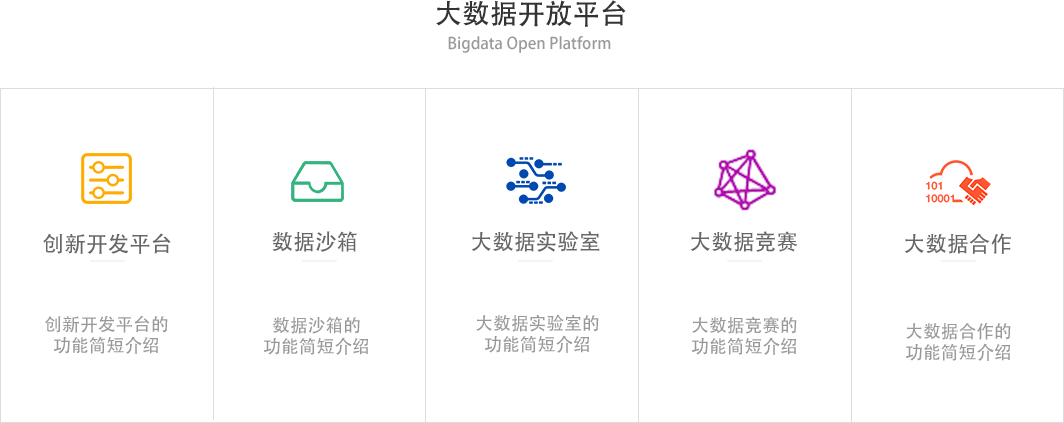 大数据开放平台
Bigdata Open Platform
创新开发平台
创新开发平台的
功能简短介绍
数据沙箱
数据沙箱的
功能简短介绍
大数据实验室
大数据实验室的
功能简短介绍
大数据竞赛
大数据竞赛的
功能简短介绍
101
10001
大数据合作
大数据合作的
功能简短介绍